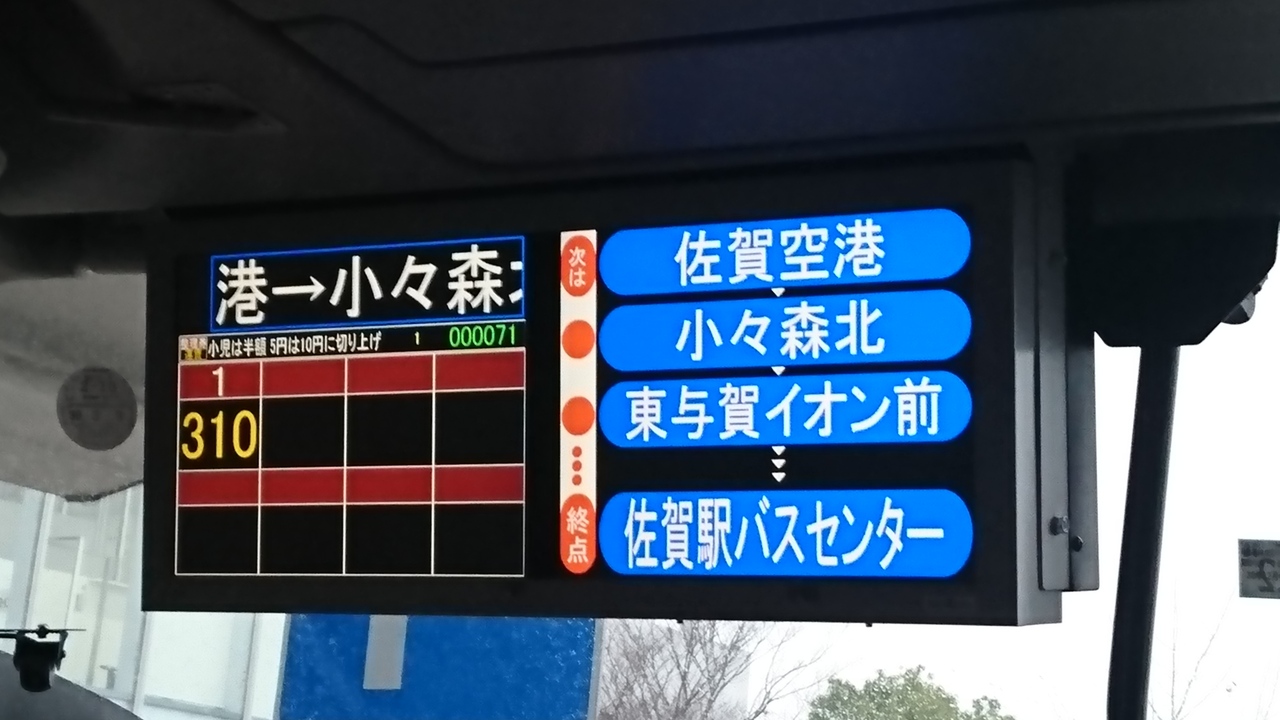 港→小々森
小児は半額 5円は10円に切り上げ 1 000071
1
310
次は
佐賀空港
小々森北
東与賀イオン前
終点
佐賀駅バスセンター